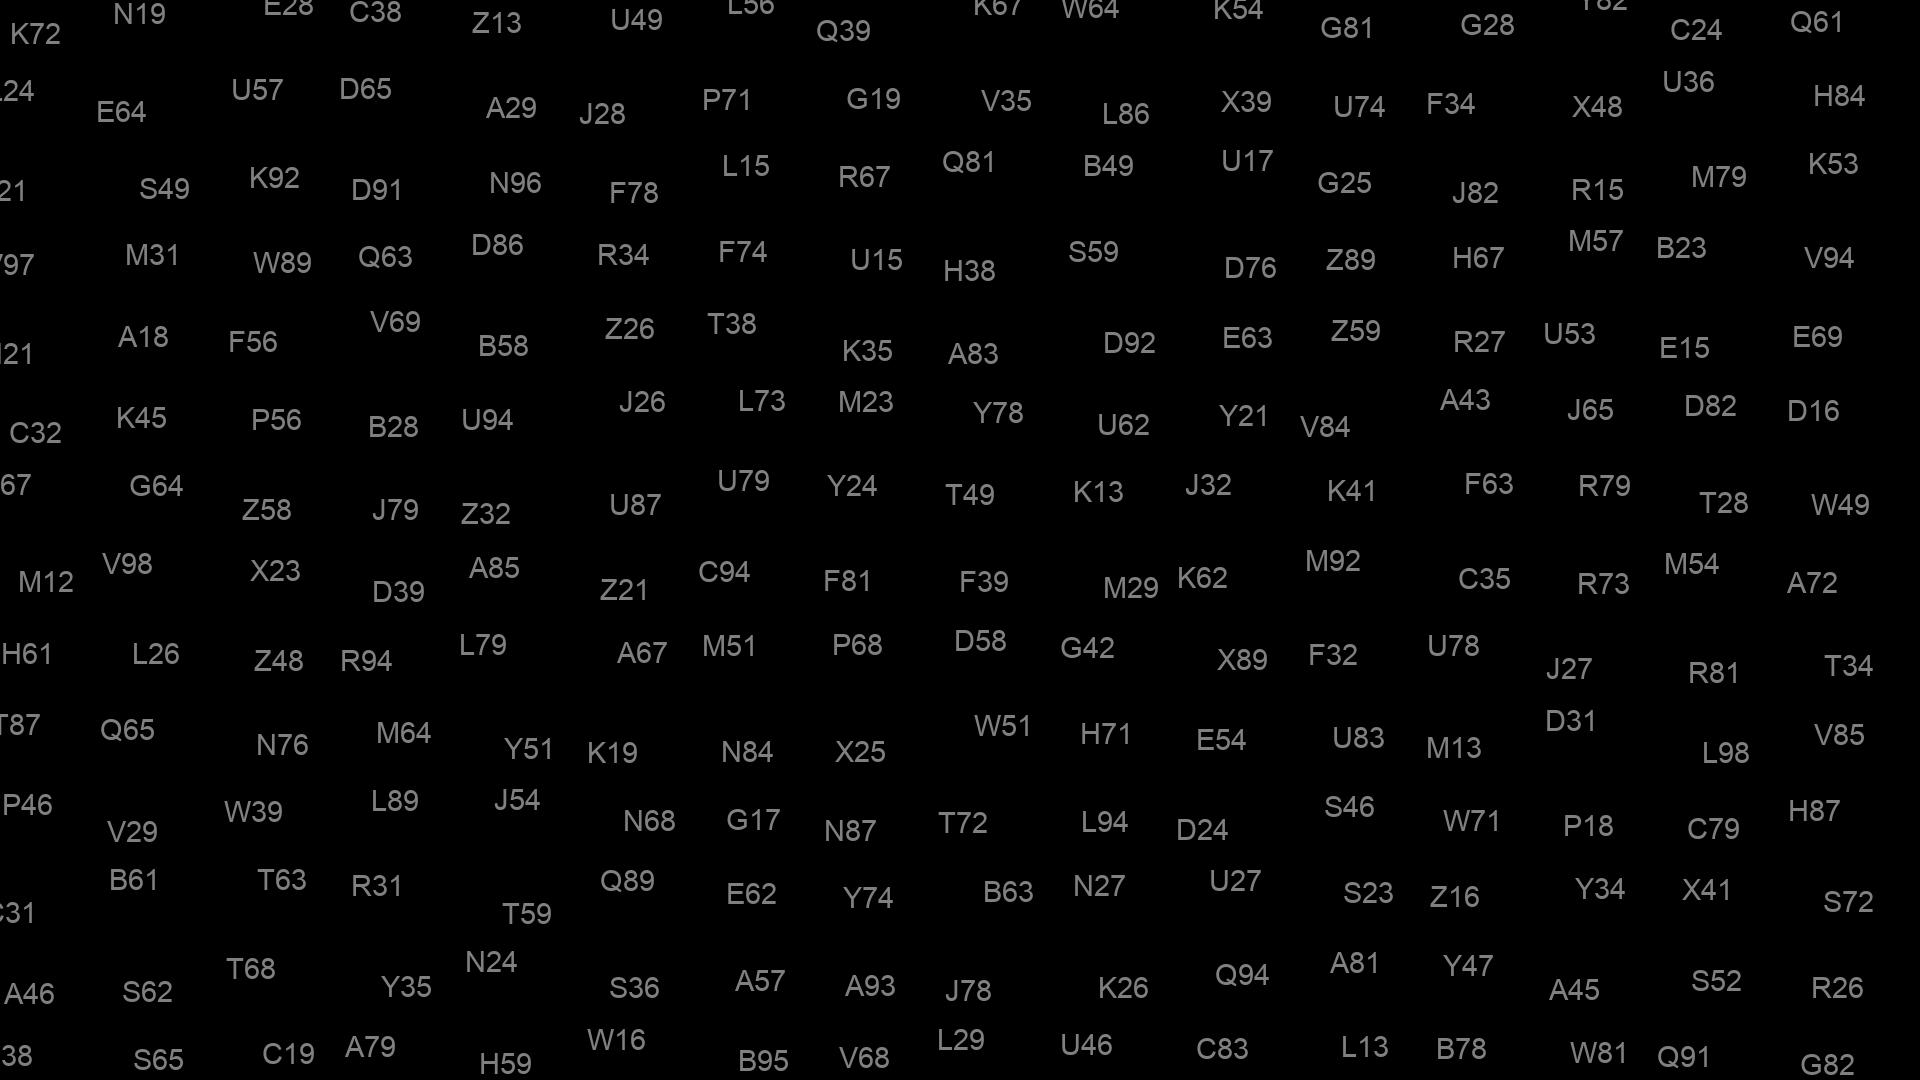 K72 N19 E28 C38 Z13 U49 L56 Q39 K67 W64 K54 G81 G28 Y82 C24 Q61
24 E64 U57 D65 A29 J28 P71 G19 V35 L86 X39 U74 F34 X48 U36 H84
21 S49 K92 D91 N96 F78 L15 R67 Q81 B49 U17 G25 J82 R15 M79 K53
97 M31 W89 Q63 D86 R34 F74 U15 H38 S59 D76 Z89 H67 M57 B23 V94
21 A18 F56 V69 B58 Z26 T38 K35 A83 D92 E63 Z59 R27 U53 E15 E69
C32 K45 P56 B28 U94 J26 L73 M23 Y78 U62 Y21 V84 A43 J65 D82 D16
67 G64 Z58 J79 Z32 U87 U79 Y24 T49 K13 J32 K41 F63 R79 T28 W49
M12 V98 X23 D39 A85 Z21 C94 F81 F39 M29 K62 M92 C35 R73 M54 A72
H61 L26 Z48 R94 L79 A67 M51 P68 D58 G42 X89 F32 U78 J27 R81 T34
T87 Q65 N76 M64 Y51 K19 N84 X25 W51 H71 E54 U83 M13 D31 L98 V85
P46 V29 W39 L89 J54 N68 G17 N87 T72 L94 D24 S46 W71 P18 C79 H87
31 B61 T63 R31 T59 Q89 E62 Y74 B63 N27 U27 S23 Z16 Y34 X41 S72
A46 S62 T68 Y35 N24 S36 A57 A93 J78 K26 Q94 A81 Y47 A45 S52 R26
38 S65 C19 A79 H59 W16 B95 V68 L29 U46 C83 L13 B78 W81 Q91 G82